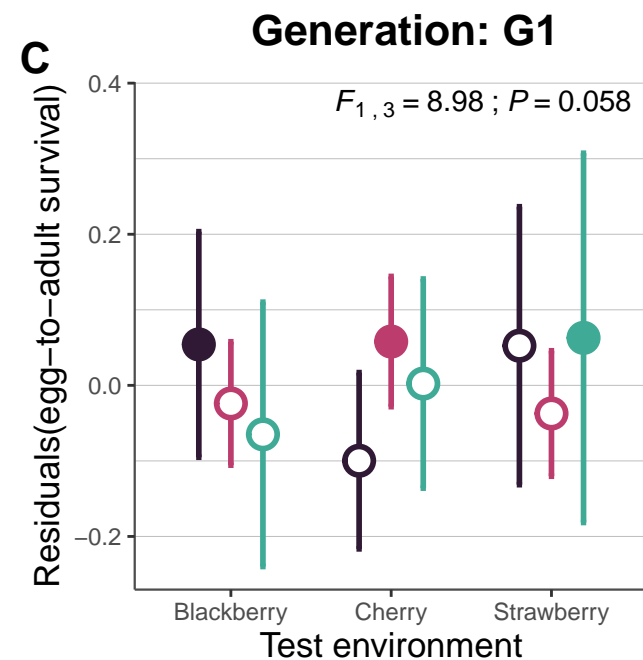 Generation: G1
C
F1 , 3 = 8.98 ; P = 0.058
Residuals(egg−to−adult survival)
0.4
0.2
0.0
−0.2
Blackberry Cherry Strawberry
Test environment